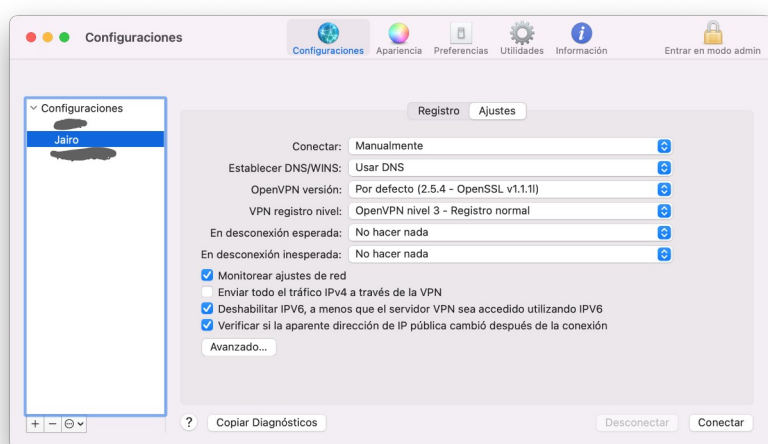 Configuraciones
Configuraciones Apariencia Preferencias Utilidades Información Entrar en modo admin
Configuraciones
Jairo
Registro Ajustes
Conectar: Manualmente
Establecer DNS/WINS: Usar DNS
OpenVPN versión: Por defecto (2.5.4 - OpenSSL v1.1.1l)
VPN registro nivel: OpenVPN nivel 3 - Registro normal
En desconexión esperada: No hacer nada
En desconexión inesperada: No hacer nada
Monitorear ajustes de red
Enviar todo el tráfico IPv4 a través de la VPN
Deshabilitar IPV6, a menos que el servidor VPN sea accedido utilizando IPV6
Verificar si la aparente dirección de IP pública cambió después de la conexión
Avanzado...
? Copiar Diagnósticos Desconectar Conectar